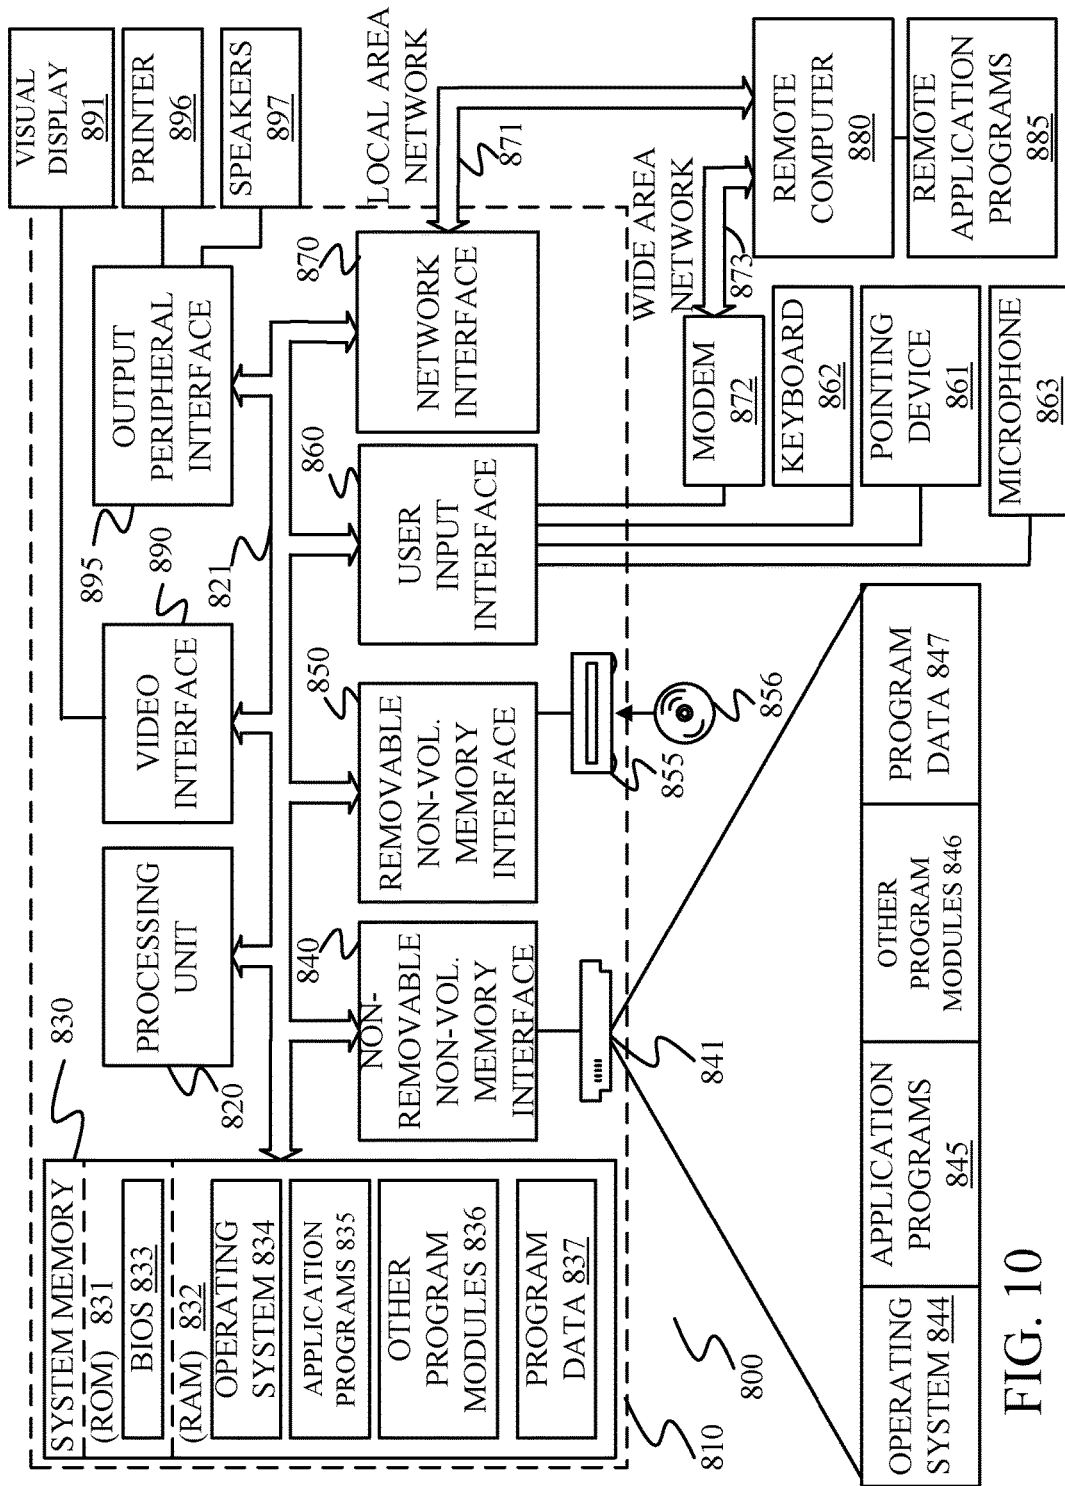 SYSTEM MEMORY
(ROM) 831
BIOS 833
(RAM) 832
OPERATING
SYSTEM 834
APPLICATION
PROGRAMS 835
OTHER
PROGRAM
MODULES 836
PROGRAM
DATA 837
830
PROCESSING
UNIT
820
VIDEO
INTERFACE
890
OUTPUT
PERIPHERAL
INTERFACE
895
821
VISUAL
DISPLAY
891
PRINTER
896
SPEAKERS
897
NON-
REMOVABLE
NON-VOL.
MEMORY
INTERFACE
840
REMOVABLE
NON-VOL.
MEMORY
INTERFACE
850
USER
INPUT
INTERFACE
860
NETWORK
INTERFACE
870
LOCAL AREA
NETWORK
871
841
855
856
WIDE AREA
NETWORK
873
MODEM
872
KEYBOARD
862
POINTING
DEVICE
861
MICROPHONE
863
REMOTE
COMPUTER
880
REMOTE
APPLICATION
PROGRAMS
885
810
800
OPERATING
SYSTEM 844
APPLICATION
PROGRAMS
845
OTHER
PROGRAM
MODULES 846
PROGRAM
DATA 847
FIG. 10